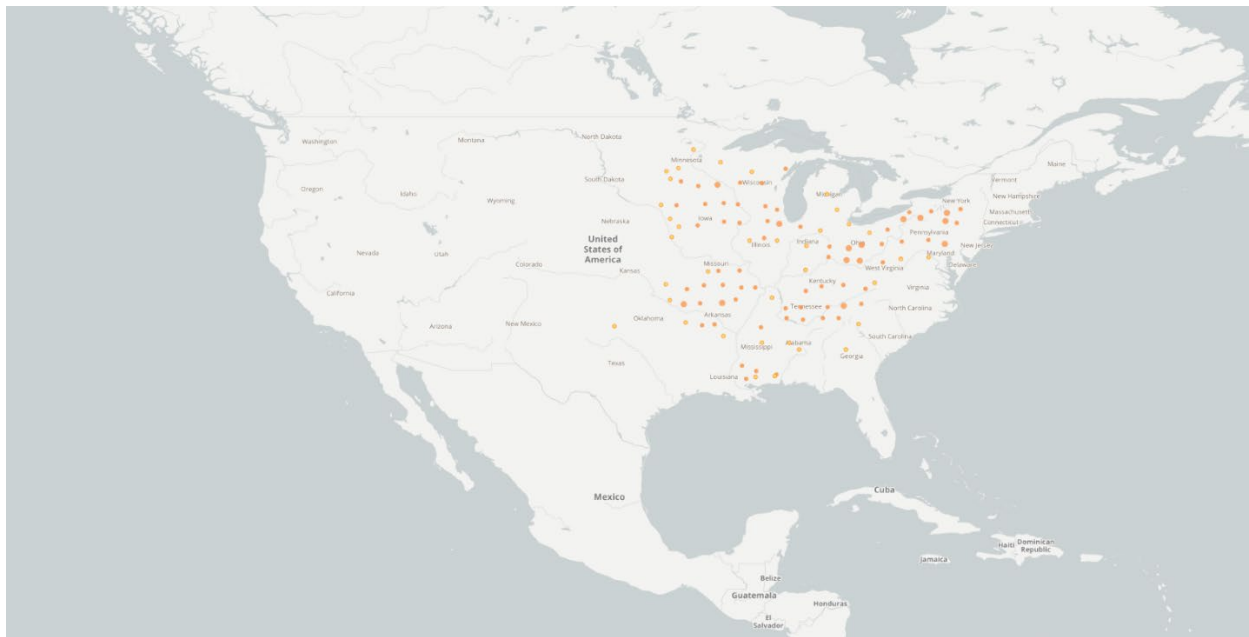 Washington
Montana
North Dakota
Minnesota
Maine
Oregon
Idaho
South Dakota
Wisconsin
Michigan
Vermont
New Hampshire
Wyoming
New York
Massachusetts
Nebraska
Iowa
Connecticut
Nevada
Utah
United
States of
America
Illinois
Indiana
Ohio
Pennsylvania
New Jersey
Maryland
Delaware
Colorado
Kansas
Missouri
West Virginia
California
Kentucky
Virginia
Arizona
New Mexico
Oklahoma
Arkansas
Tennessee
North Carolina
Texas
Louisiana
Mississippi
Alabama
Georgia
South Carolina
Mexico
Cuba
Haiti
Dominican
Republic
Jamaica
Belize
Guatemala
Honduras
El
Salvador